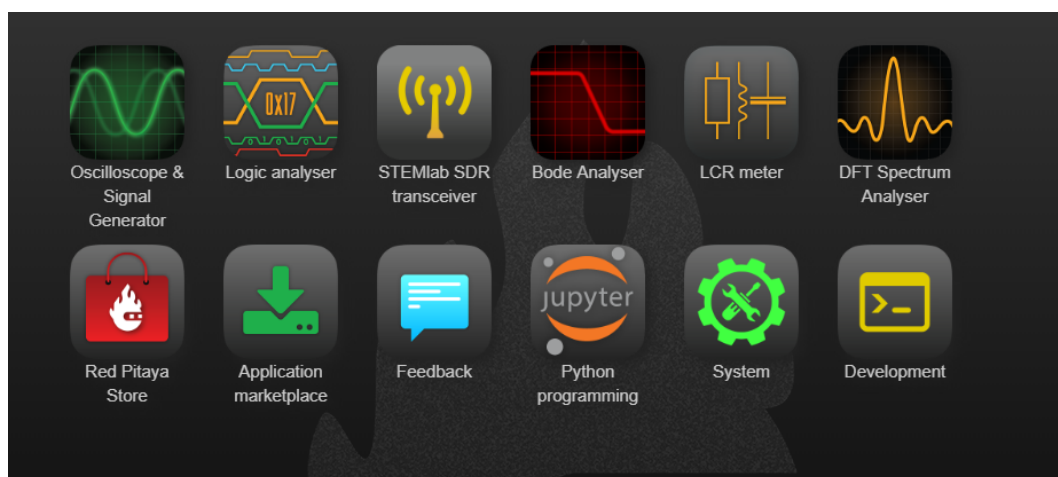 0x17
Oscilloscope &
Signal
Generator
Logic analyser
STEMlab SDR
transceiver
Bode Analyser
LCR meter
DFT Spectrum
Analyser
>_
jupyter
Red Pitaya
Store
Application
marketplace
Feedback
Python
programming
System
Development